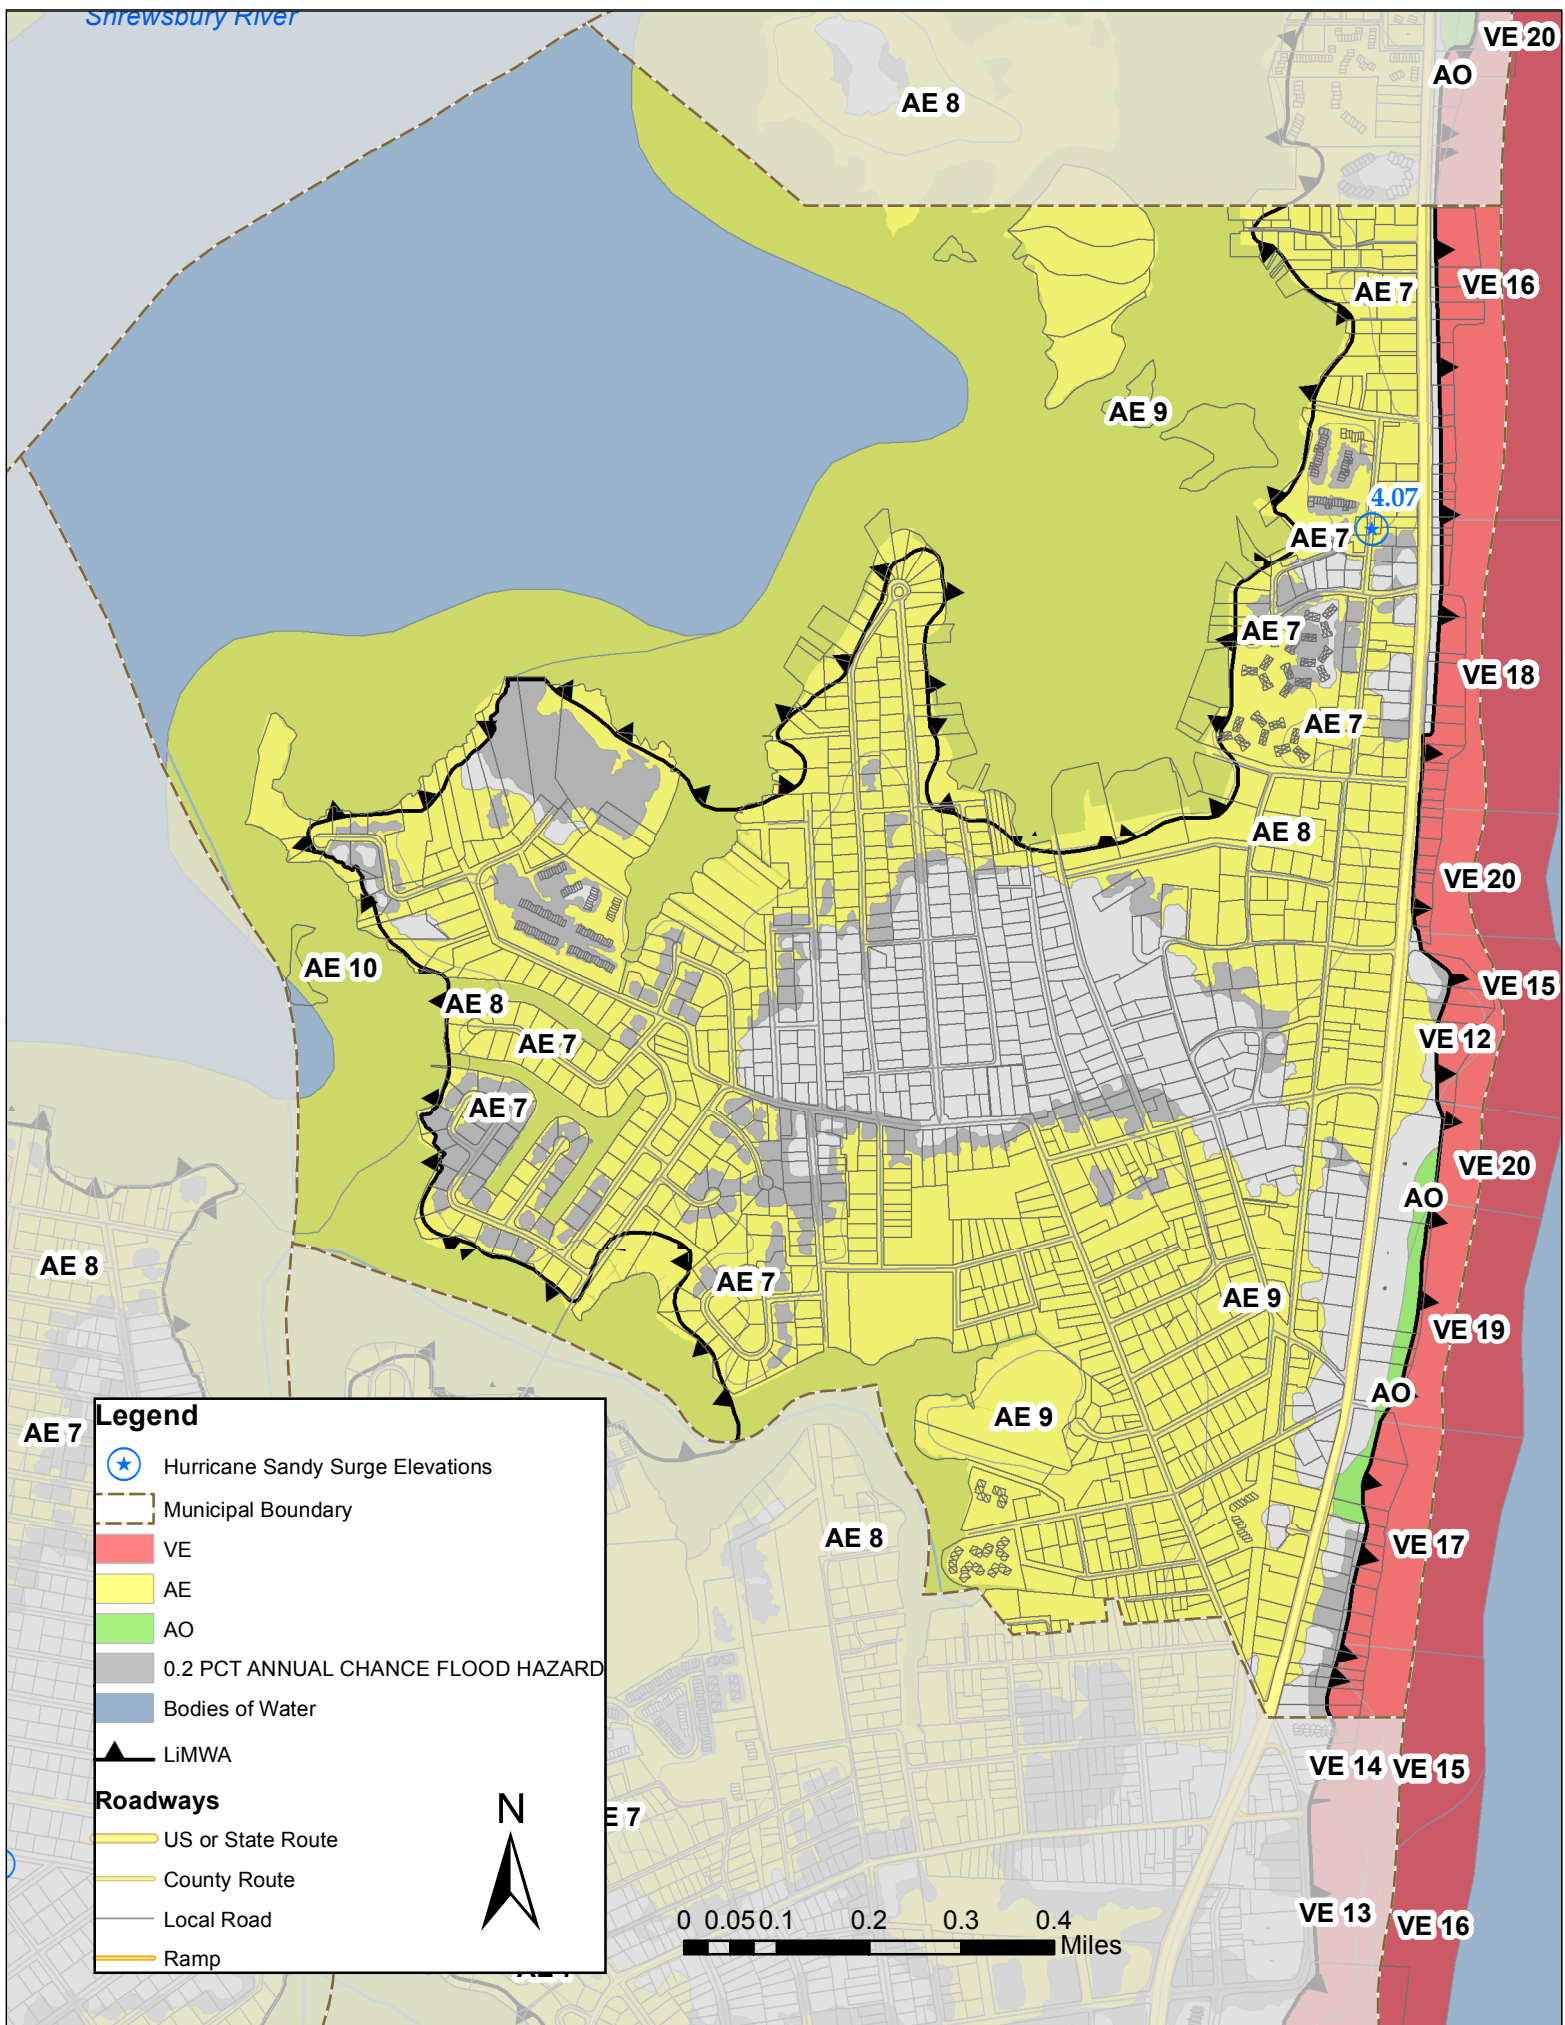 Shrewsbury River
VE 20
AO
AE 8
AE 7
VE 16
AE 9
4.07
AE 7
AE 7
VE 18
AE 7
AE 8
VE 20
AE 10
VE 15
AE 8
VE 12
AE 7
AE 7
VE 20
AO
AE 8
AE 7
AE 9
VE 19
AO
AE 9
AE 7
AE 8
VE 17
Legend
Hurricane Sandy Surge Elevations
Municipal Boundary
VE
AE
AO
0.2 PCT ANNUAL CHANCE FLOOD HAZARD
Bodies of Water
LiMWA
Roadways
US or State Route
County Route
Local Road
Ramp
N
VE 14
VE 15
E 7
VE 13
VE 16
0 0.05 0.1 0.2 0.3 0.4
Miles